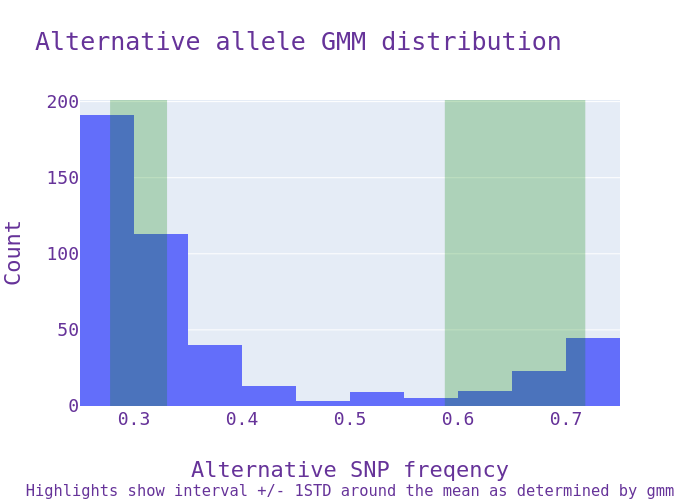 Alternative allele GMM distribution
200
150
100
50
0
Count
0.3 0.4 0.5 0.6 0.7
Alternative SNP freqency
Highlights show interval +/- 1STD around the mean as determined by gmm